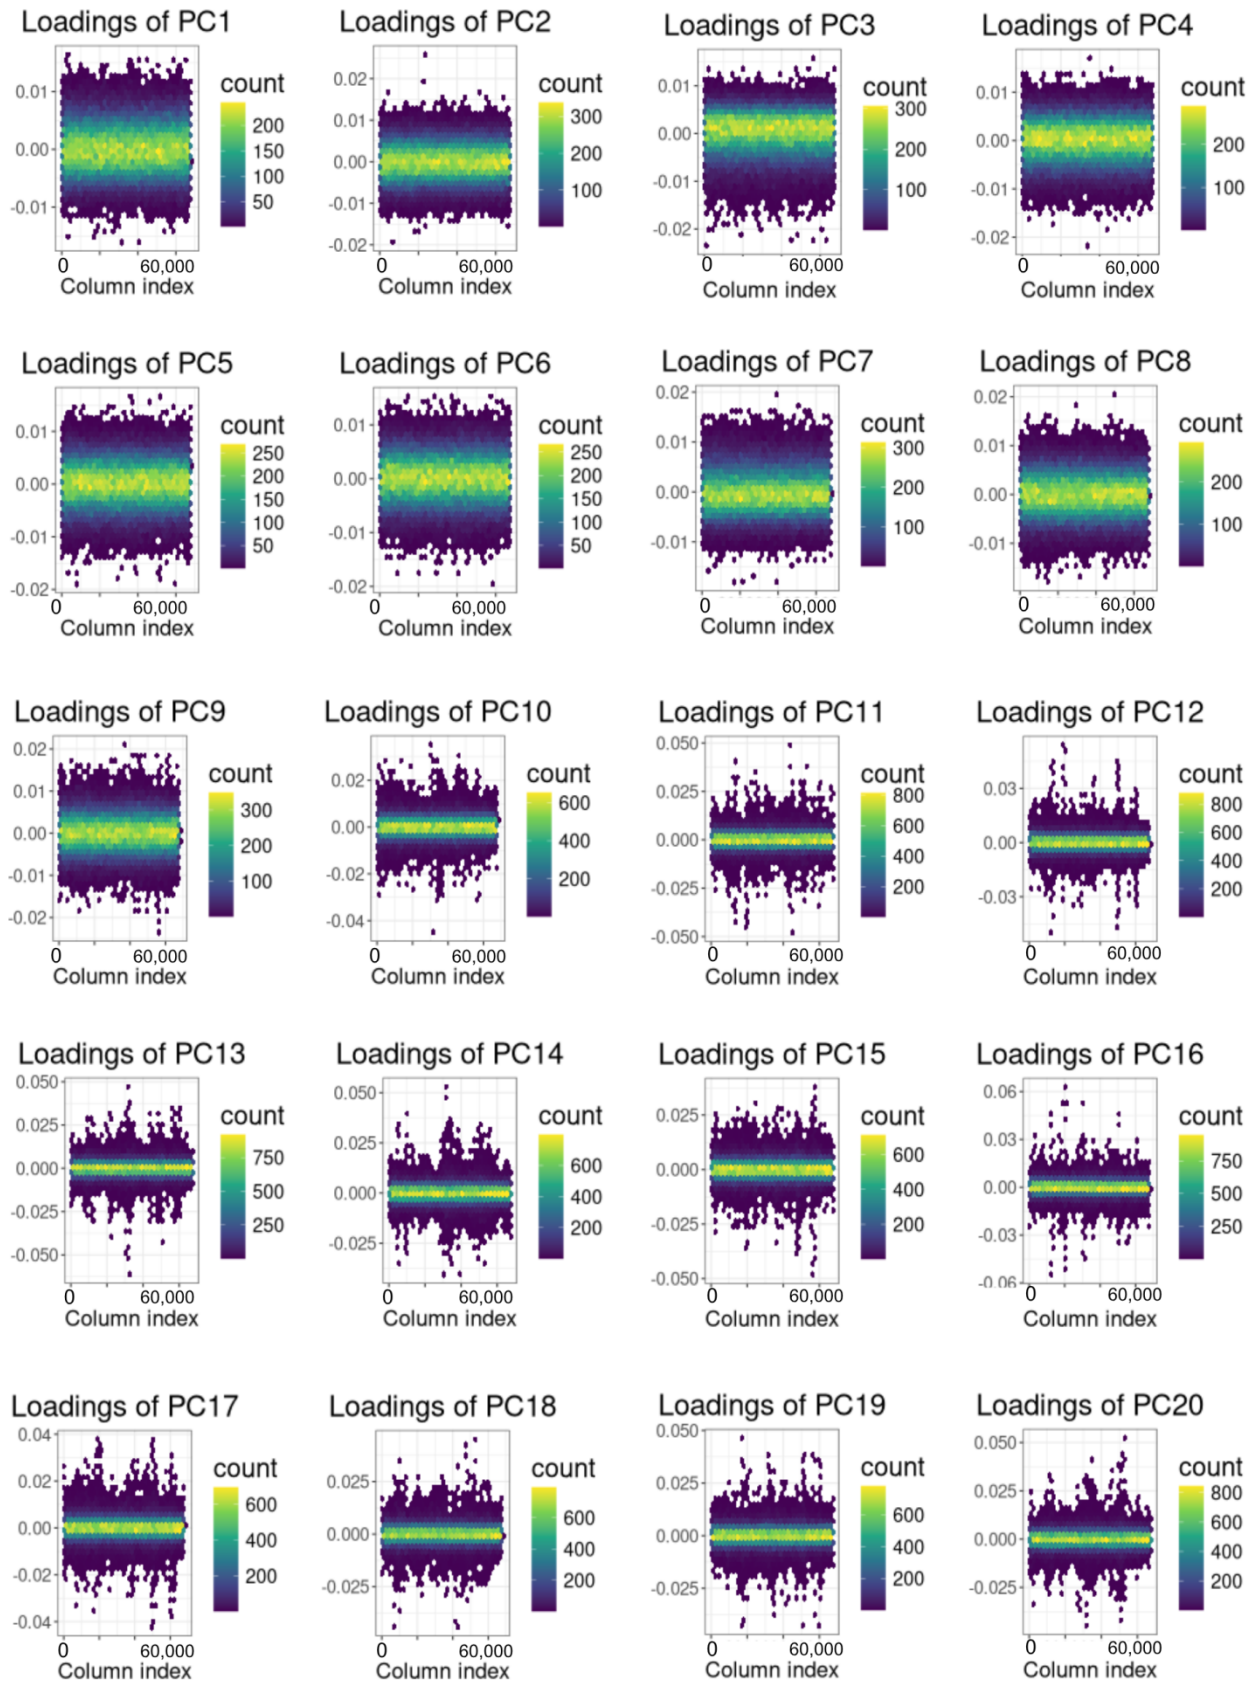 Loadings of PC1
count
0.01
0.00
-0.01
200
150
100
50
0 60,000
Column index
Loadings of PC2
count
0.02
0.01
0.00
-0.01
-0.02
300
200
100
0 60,000
Column index
Loadings of PC3
count
0.01
0.00
-0.01
-0.02
300
200
100
0 60,000
Column index
Loadings of PC4
count
0.01
0.00
-0.01
-0.02
200
100
0 60,000
Column index
Loadings of PC5
count
0.01
0.00
-0.01
-0.02
250
200
150
100
50
0 60,000
Column index
Loadings of PC6
count
0.01
0.00
-0.01
-0.02
250
200
150
100
50
0 60,000
Column index
Loadings of PC7
count
0.02
0.01
0.00
-0.01
300
200
100
0 60,000
Column index
Loadings of PC8
count
0.02
0.01
0.00
-0.01
200
100
0 60,000
Column index
Loadings of PC9
count
0.02
0.01
0.00
-0.01
-0.02
300
200
100
0 60,000
Column index
Loadings of PC10
count
0.02
0.00
-0.02
-0.04
600
400
200
0 60,000
Column index
Loadings of PC11
count
0.050
0.025
0.000
-0.025
-0.050
800
600
400
200
0 60,000
Column index
Loadings of PC12
count
0.03
0.00
-0.03
800
600
400
200
0 60,000
Column index
Loadings of PC13
count
0.050
0.025
0.000
-0.025
-0.050
750
500
250
0 60,000
Column index
Loadings of PC14
count
0.050
0.025
0.000
-0.025
600
400
200
0 60,000
Column index
Loadings of PC15
count
0.025
0.000
-0.025
-0.050
600
400
200
0 60,000
Column index
Loadings of PC16
count
0.06
0.03
0.00
-0.03
-0.06
750
500
250
0 60,000
Column index
Loadings of PC17
count
0.04
0.02
0.00
-0.02
-0.04
600
400
200
0 60,000
Column index
Loadings of PC18
count
0.025
0.000
-0.025
600
400
200
0 60,000
Column index
Loadings of PC19
count
0.050
0.025
0.000
-0.025
600
400
200
0 60,000
Column index
Loadings of PC20
count
0.050
0.025
0.000
-0.025
800
600
400
200
0 60,000
Column index